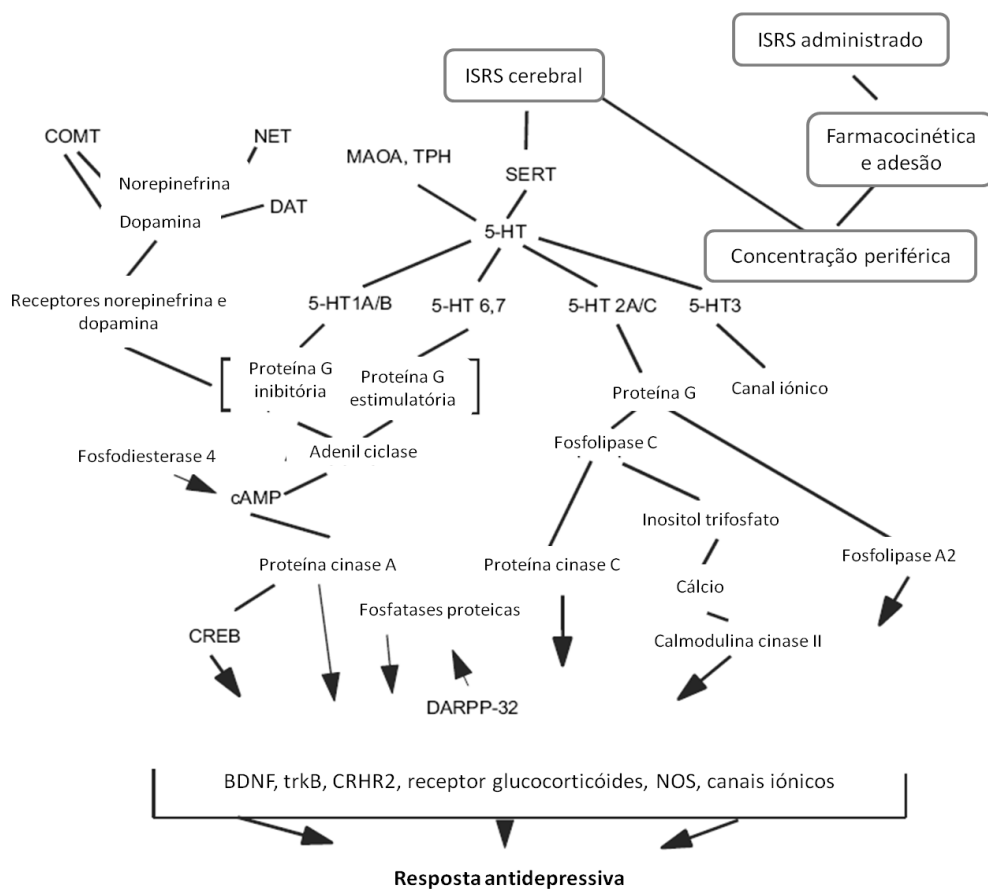 ISRS administrado
ISRS cerebral
COMT
NET
Farmacocinética
e adesão
MAOA, TPH
SERT
Norepinefrina
DAT
Dopamina
5-HT
Concentração periférica
Receptores norepinefrina e
dopamina
5-HT1A/B
5-HT 6,7
5-HT 2A/C
5-HT3
Proteína G
inibitória
Proteína G
estimulatória
Proteína G
Canal iónico
Fosfodiesterase 4
Adenil ciclase
Fosfolipase C
cAMP
Inositol trifosfato
Proteína cinase A
Proteína cinase C
Fosfolipase A2
Cálcio
Fosfatases proteicas
CREB
Calmodulina cinase II
DARPP-32
BDNF, trkB, CRHR2, receptor glucocorticóides, NOS, canais iónicos
Resposta antidepressiva